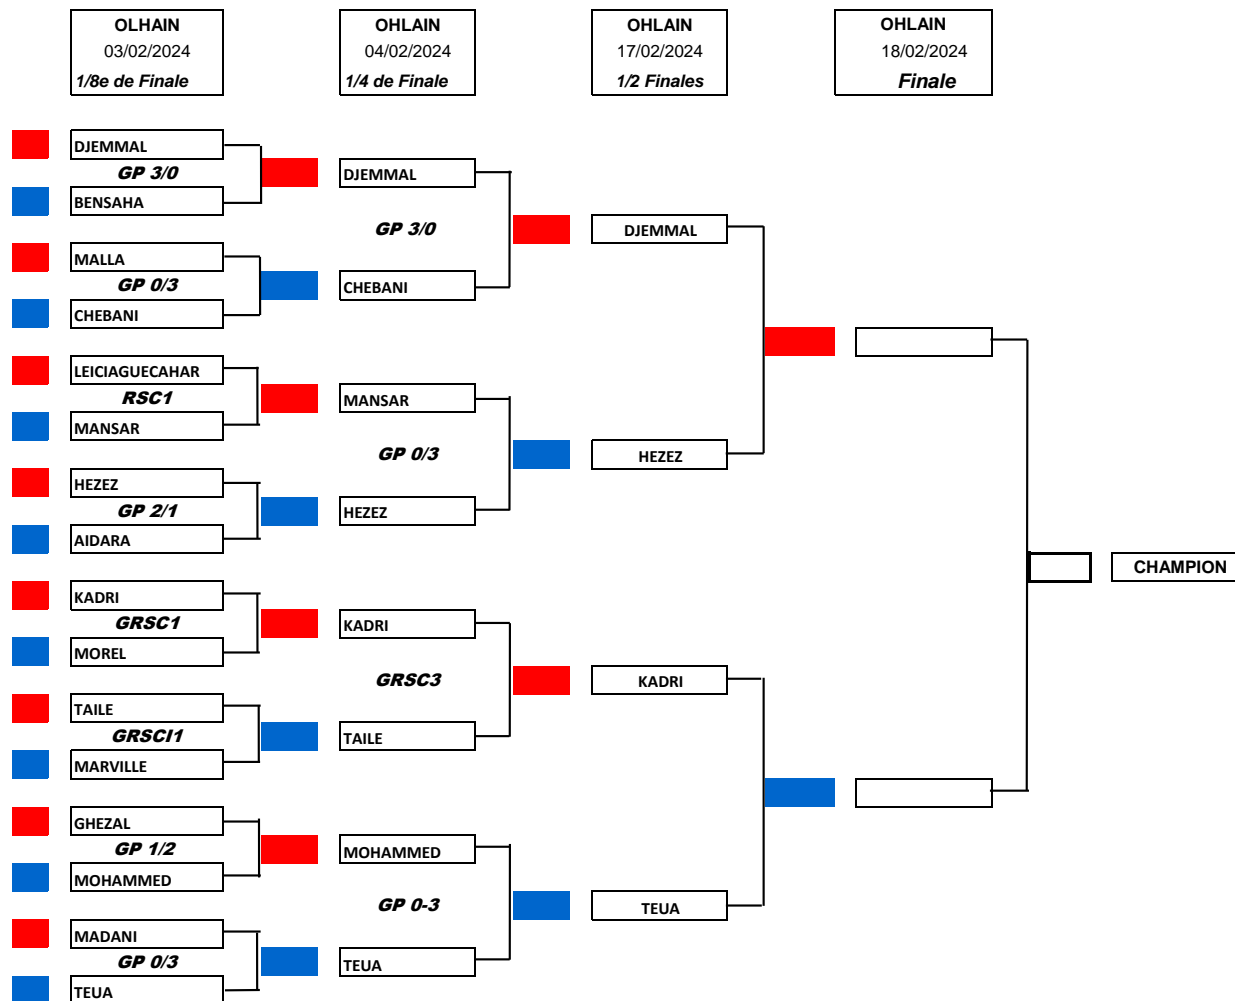 OLHAIN
03/02/2024
1/8e de Finale
OHLAIN
04/02/2024
1/4 de Finale
OHLAIN
17/02/2024
1/2 Finales
OHLAIN
18/02/2024
Finale
DJEMMAL
GP 3/0
BENSAHA
MALLA
GP 0/3
CHEBANI
LEICIAGUECAHAR
RSC1
MANSAR
HEZEZ
GP 2/1
AIDARA
KADRI
GRSC1
MOREL
TAILE
GRSCI1
MARVILLE
GHEZAL
GP 1/2
MOHAMMED
MADANI
GP 0/3
TEUA
DJEMMAL
GP 3/0
CHEBANI
MANSAR
GP 0/3
HEZEZ
KADRI
GRSC3
TAILE
MOHAMMED
GP 0-3
TEUA
DJEMMAL
HEZEZ
KADRI
TEUA
CHAMPION